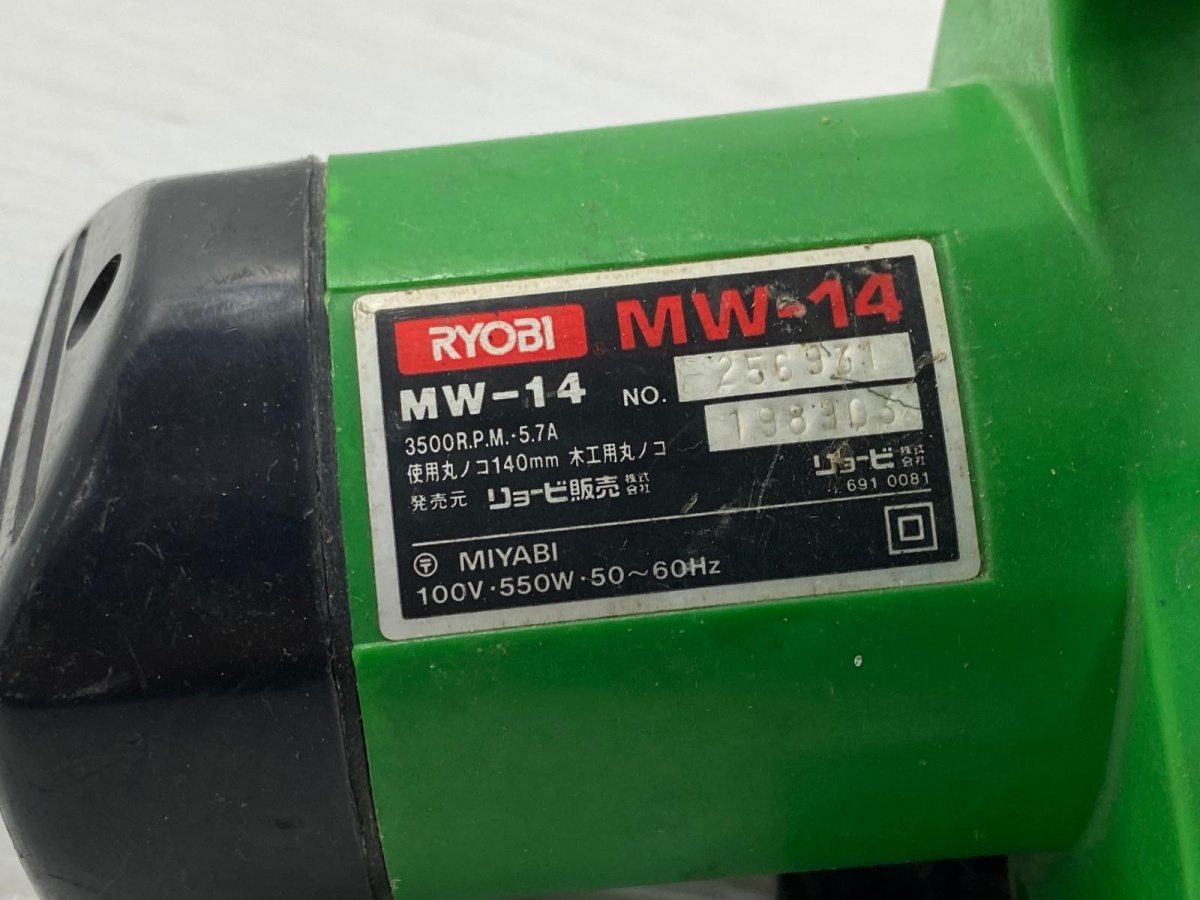 RYOBI MW-14
MW-14 NO. 256931
198903
3500R.P.M.·5.7A
使用丸ノコ140mm 木工用丸ノコ
発売元 リョービ販売株式会社
リョービ株式会社
691 0081
〒 MIYABI
100V·550W·50～60Hz